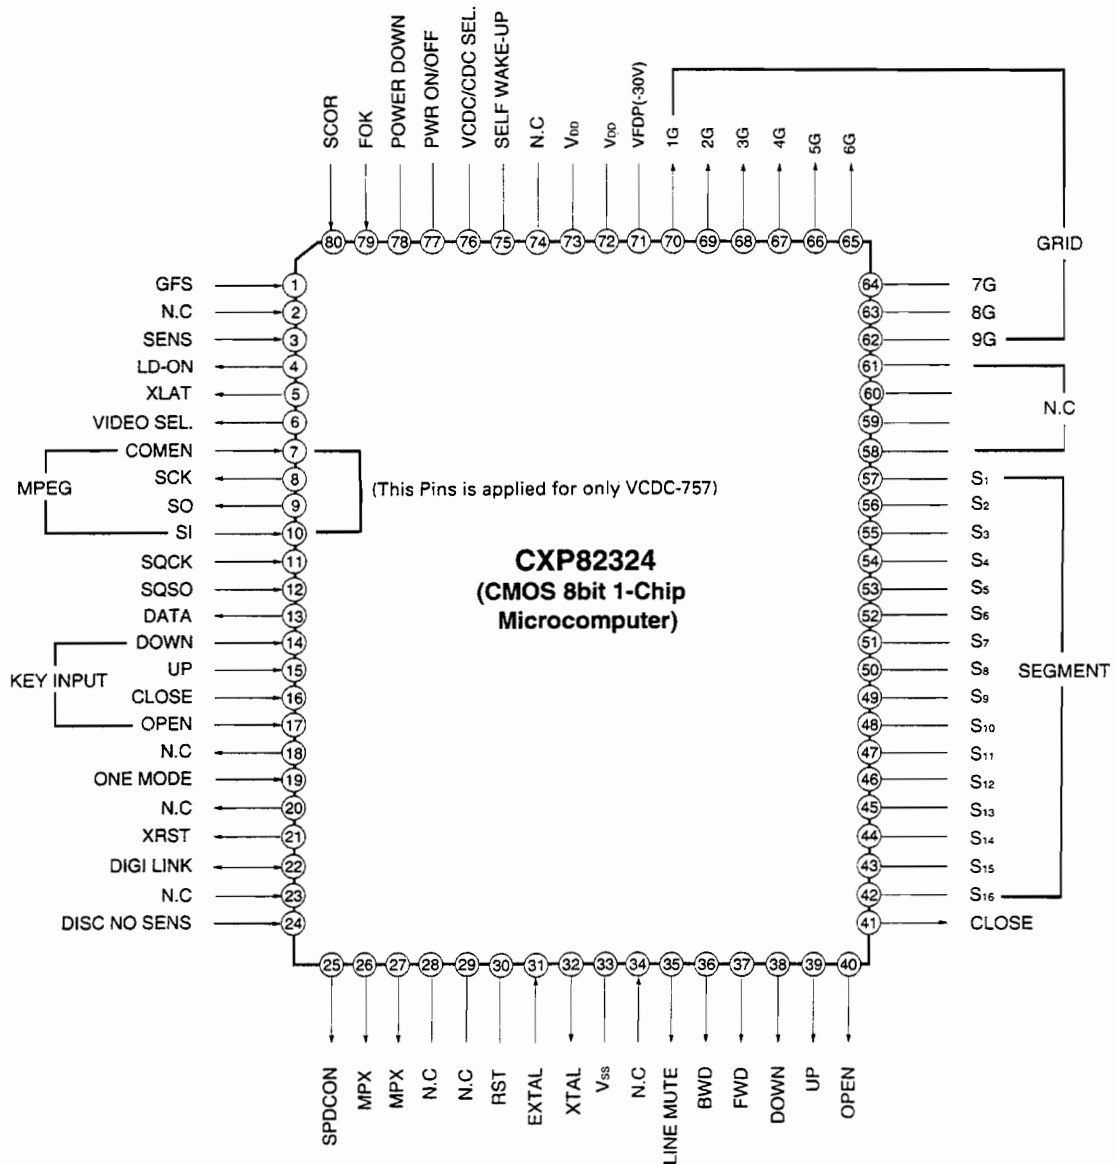 SCOR
FOK
POWER DOWN
PWR ON/OFF
VCDC/CDC SEL.
SELF WAKE-UP
N.C
VDD
VDD
VFDP(-30V)
1G
2G
3G
4G
5G
6G
80 79 78 77 76 75 74 73 72 71 70 69 68 67 66 65
GRID
GFS 1
N.C 2
SENS 3
LD-ON 4
XLAT 5
VIDEO SEL. 6
COMEN 7
SCK 8
SO 9
SI 10
MPEG
(This Pins is applied for only VCDC-757)
SQCK 11
SQSO 12
DATA 13
DOWN 14
UP 15
CLOSE 16
OPEN 17
KEY INPUT
N.C 18
ONE MODE 19
N.C 20
XRST 21
DIGI LINK 22
N.C 23
DISC NO SENS 24
CXP82324
(CMOS 8bit 1-Chip
Microcomputer)
64 7G
63 8G
62 9G
61
60
59
58
N.C
57 S1
56 S2
55 S3
54 S4
53 S5
52 S6
51 S7
50 S8
49 S9
48 S10
47 S11
46 S12
45 S13
44 S14
43 S15
42 S16
SEGMENT
41 CLOSE
25 26 27 28 29 30 31 32 33 34 35 36 37 38 39 40
SPDCON
MPX
MPX
N.C
N.C
RST
EXTAL
XTAL
Vss
N.C
LINE MUTE
BWD
FWD
DOWN
UP
OPEN